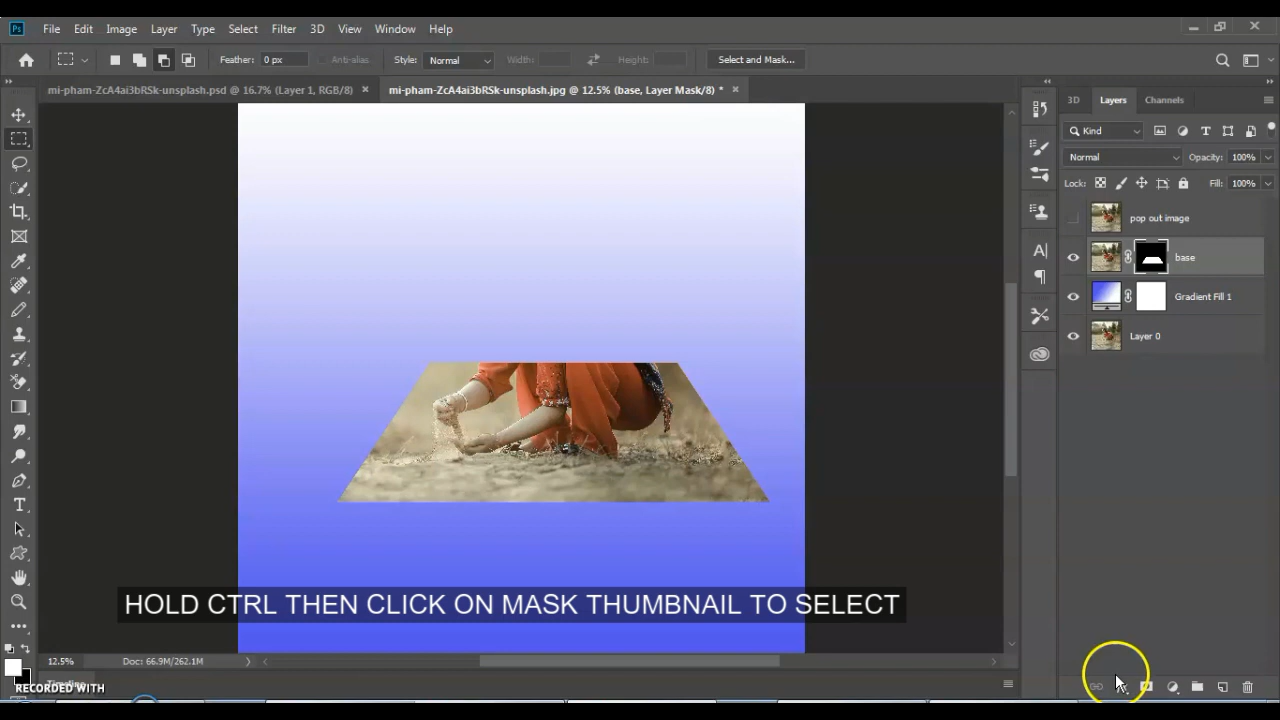 Ps File Edit Image Layer Type Select Filter 3D View Window Help
Feather: 0 px Anti-alias Style: Normal Width: Height: Select and Mask...
mi-pham-ZcA4ai3bRSk-unsplash.psd @ 16.7% (Layer 1, RGB/8) × mi-pham-ZcA4ai3bRSk-unsplash.jpg @ 12.5% (base, Layer Mask/8) * ×
3D Layers Channels
Kind
Normal Opacity: 100%
Lock: Fill: 100%
pop out image
base
Gradient Fill 1
Layer 0
HOLD CTRL THEN CLICK ON MASK THUMBNAIL TO SELECT
12.5% Doc: 66.9M/262.1M
Timeline
RECORDED WITH